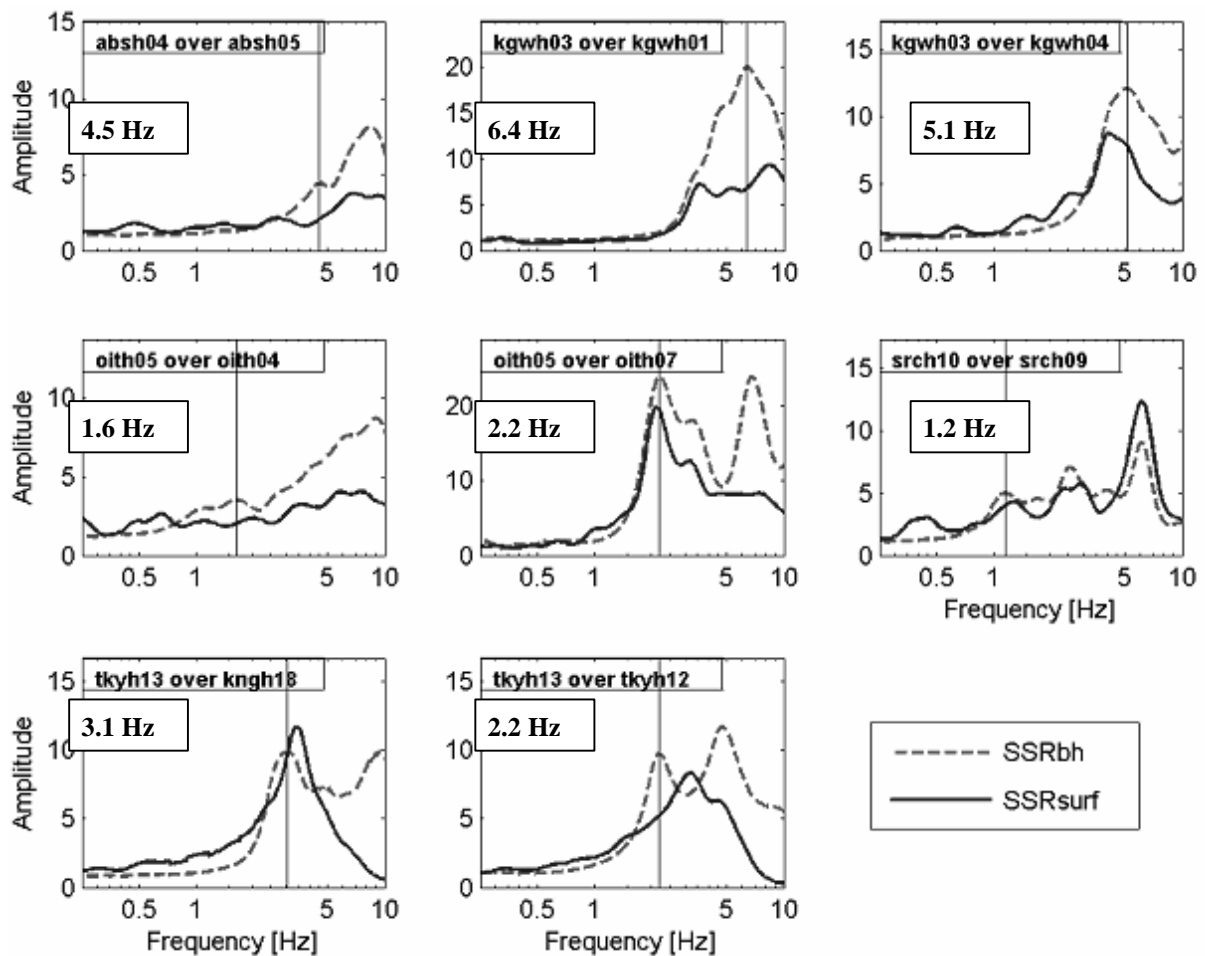 absh04 over absh05
kgwh03 over kgwh01
kgwh03 over kgwh04
15
10
5
0
Amplitude
4.5 Hz
0.5 1 5 10
20
15
10
5
0
6.4 Hz
0.5 1 5 10
15
10
5
0
5.1 Hz
0.5 1 5 10
oith05 over oith04
oith05 over oith07
srch10 over srch09
10
5
0
Amplitude
1.6 Hz
0.5 1 5 10
20
10
0
2.2 Hz
0.5 1 5 10
15
10
5
0
1.2 Hz
0.5 1 5 10
Frequency [Hz]
tkyh13 over kngh18
tkyh13 over tkyh12
15
10
5
0
Amplitude
3.1 Hz
0.5 1 5 10
Frequency [Hz]
15
10
5
0
2.2 Hz
0.5 1 5 10
Frequency [Hz]
SSRbh
SSRsurf